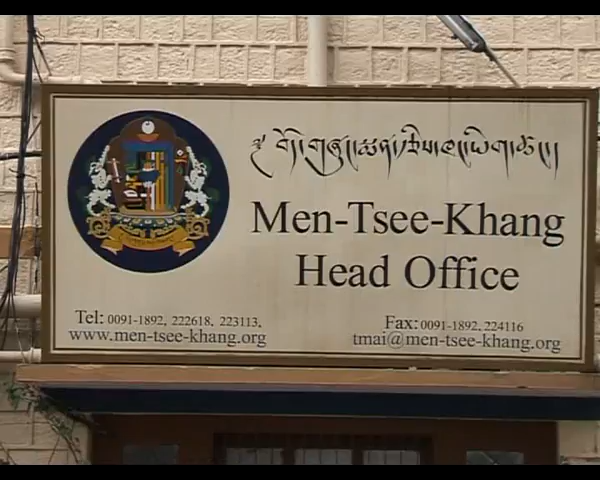 Men-Tsee-Khang
Head Office
Tel: 0091-1892, 222618, 223113,
www.men-tsee-khang.org
Fax: 0091-1892, 224116
tmai@men-tsee-khang.org